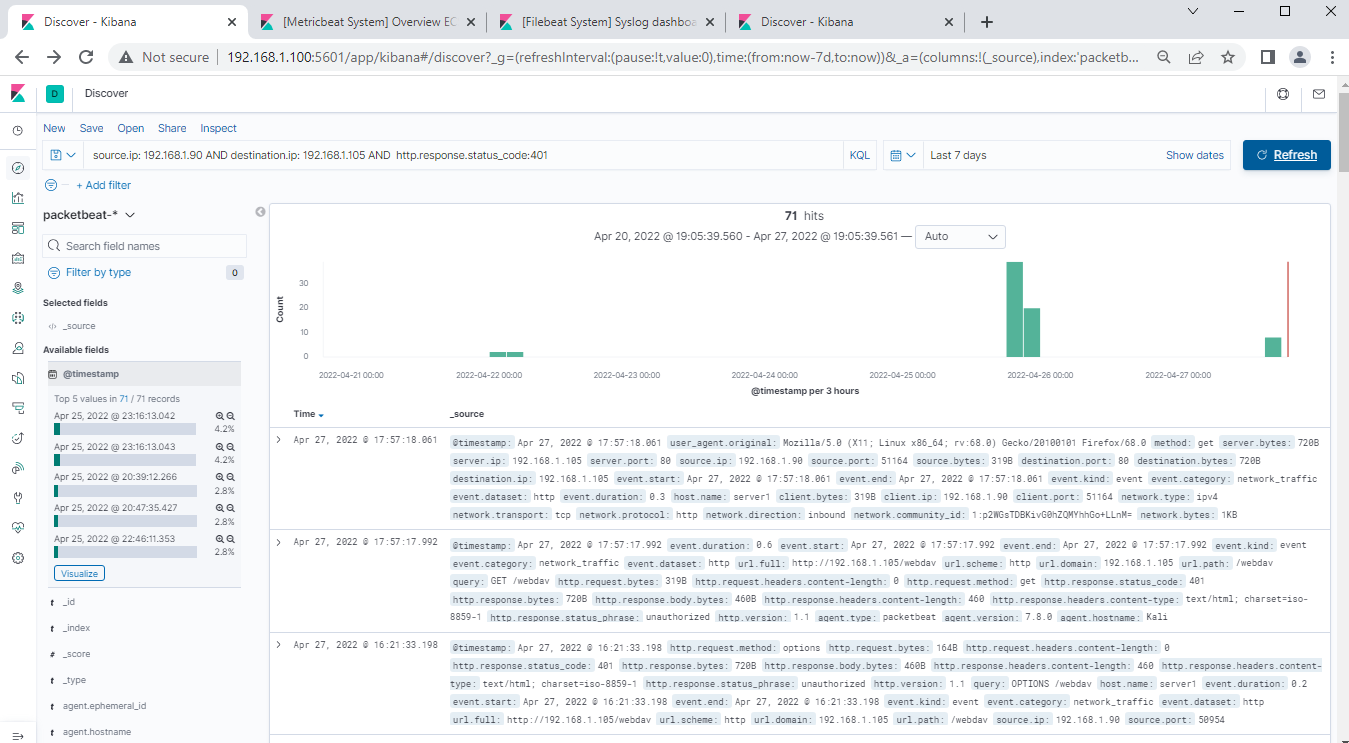 Discover - Kibana
[Metricbeat System] Overview EC
[Filebeat System] Syslog dashboa
Discover - Kibana
Not secure
192.168.1.100:5601/app/kibana#/discover?_g=(refreshInterval:(pause:!t,value:0),time:(from:now-7d,to:now))&_a=(columns:!(_source),index:'packetb...
D
Discover
New Save Open Share Inspect
source.ip: 192.168.1.90 AND destination.ip: 192.168.1.105 AND http.response.status_code:401
KQL
Last 7 days
Show dates
Refresh
+ Add filter
packetbeat-*
Search field names
Filter by type
0
Selected fields
_source
Available fields
@timestamp
Top 5 values in 71 / 71 records
Apr 25, 2022 @ 23:16:13.042
4.2%
Apr 25, 2022 @ 23:16:13.043
4.2%
Apr 25, 2022 @ 20:39:12.266
2.8%
Apr 25, 2022 @ 20:47:35.427
2.8%
Apr 25, 2022 @ 22:46:11.353
2.8%
Visualize
t _id
t _index
# _score
t _type
t agent.ephemeral_id
t agent.hostname
71 hits
Apr 20, 2022 @ 19:05:39.560 - Apr 27, 2022 @ 19:05:39.561 —
Auto
Count
30
20
10
0
2022-04-21 00:00
2022-04-22 00:00
2022-04-23 00:00
2022-04-24 00:00
2022-04-25 00:00
2022-04-26 00:00
2022-04-27 00:00
@timestamp per 3 hours
Time
_source
Apr 27, 2022 @ 17:57:18.061
@timestamp: Apr 27, 2022 @ 17:57:18.061 user_agent.original: Mozilla/5.0 (X11; Linux x86_64; rv:68.0) Gecko/20100101 Firefox/68.0 method: get server.bytes: 720B
server.ip: 192.168.1.105 server.port: 80 source.ip: 192.168.1.90 source.port: 51164 source.bytes: 319B destination.port: 80 destination.bytes: 720B
destination.ip: 192.168.1.105 event.start: Apr 27, 2022 @ 17:57:18.061 event.end: Apr 27, 2022 @ 17:57:18.061 event.kind: event event.category: network_traffic
event.dataset: http event.duration: 0.3 host.name: server1 client.bytes: 319B client.ip: 192.168.1.90 client.port: 51164 network.type: ipv4
network.transport: tcp network.protocol: http network.direction: inbound network.community_id: 1:p2WGsTDBKivG0hZQMYhhGo+LLnM= network.bytes: 1KB
Apr 27, 2022 @ 17:57:17.992
@timestamp: Apr 27, 2022 @ 17:57:17.992 event.duration: 0.6 event.start: Apr 27, 2022 @ 17:57:17.992 event.end: Apr 27, 2022 @ 17:57:17.992 event.kind: event
event.category: network_traffic event.dataset: http url.full: http://192.168.1.105/webdav url.scheme: http url.domain: 192.168.1.105 url.path: /webdav
query: GET /webdav http.request.bytes: 319B http.request.headers.content-length: 0 http.request.method: get http.response.status_code: 401
http.response.bytes: 720B http.response.body.bytes: 460B http.response.headers.content-length: 460 http.response.headers.content-type: text/html; charset=iso-
8859-1 http.response.status_phrase: unauthorized http.version: 1.1 agent.type: packetbeat agent.version: 7.8.0 agent.hostname: Kali
Apr 27, 2022 @ 16:21:33.198
@timestamp: Apr 27, 2022 @ 16:21:33.198 http.request.method: options http.request.bytes: 164B http.request.headers.content-length: 0
http.response.status_code: 401 http.response.bytes: 720B http.response.body.bytes: 460B http.response.headers.content-length: 460 http.response.headers.content-
type: text/html; charset=iso-8859-1 http.response.status_phrase: unauthorized http.version: 1.1 query: OPTIONS /webdav host.name: server1 event.duration: 0.2
event.start: Apr 27, 2022 @ 16:21:33.198 event.end: Apr 27, 2022 @ 16:21:33.198 event.kind: event event.category: network_traffic event.dataset: http
url.full: http://192.168.1.105/webdav url.scheme: http url.domain: 192.168.1.105 url.path: /webdav source.ip: 192.168.1.90 source.port: 50954